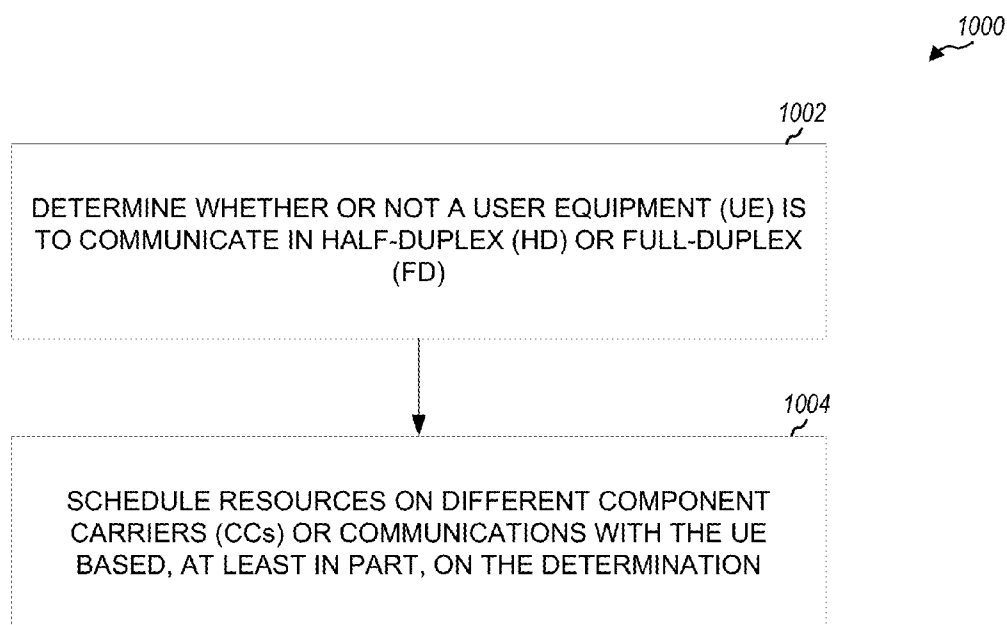 1000
1002
DETERMINE WHETHER OR NOT A USER EQUIPMENT (UE) IS
TO COMMUNICATE IN HALF-DUPLEX (HD) OR FULL-DUPLEX
(FD)
1004
SCHEDULE RESOURCES ON DIFFERENT COMPONENT
CARRIERS (CCs) OR COMMUNICATIONS WITH THE UE
BASED, AT LEAST IN PART, ON THE DETERMINATION